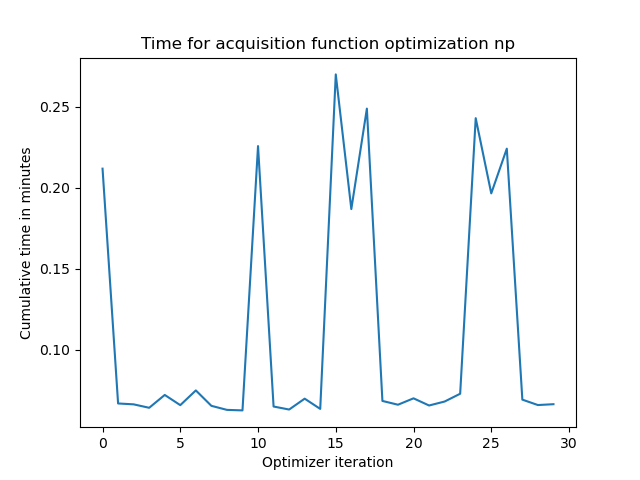 Time for acquisition function optimization np
Cumulative time in minutes
0.25
0.20
0.15
0.10
0 5 10 15 20 25 30
Optimizer iteration